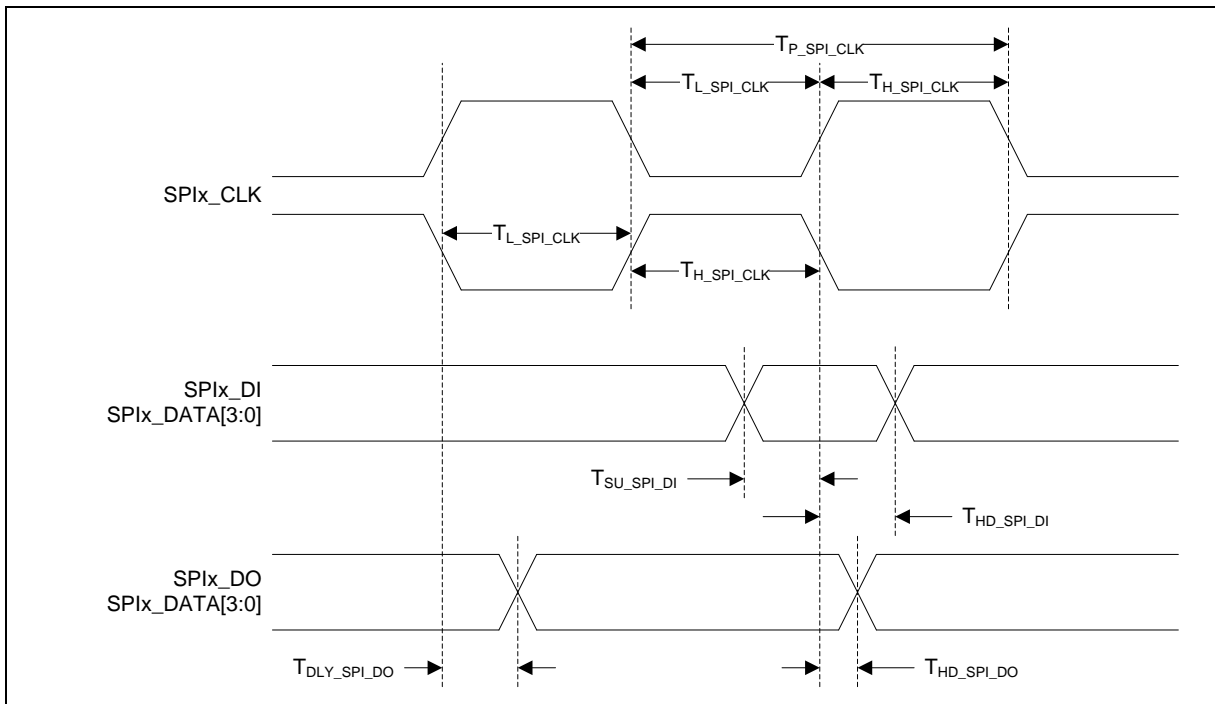 T_P_SPI_CLK
T_L_SPI_CLK T_H_SPI_CLK
SPIx_CLK
T_L_SPI_CLK
T_H_SPI_CLK
SPIx_DI
SPIx_DATA[3:0]
T_SU_SPI_DI
T_HD_SPI_DI
SPIx_DO
SPIx_DATA[3:0]
T_DLY_SPI_DO T_HD_SPI_DO